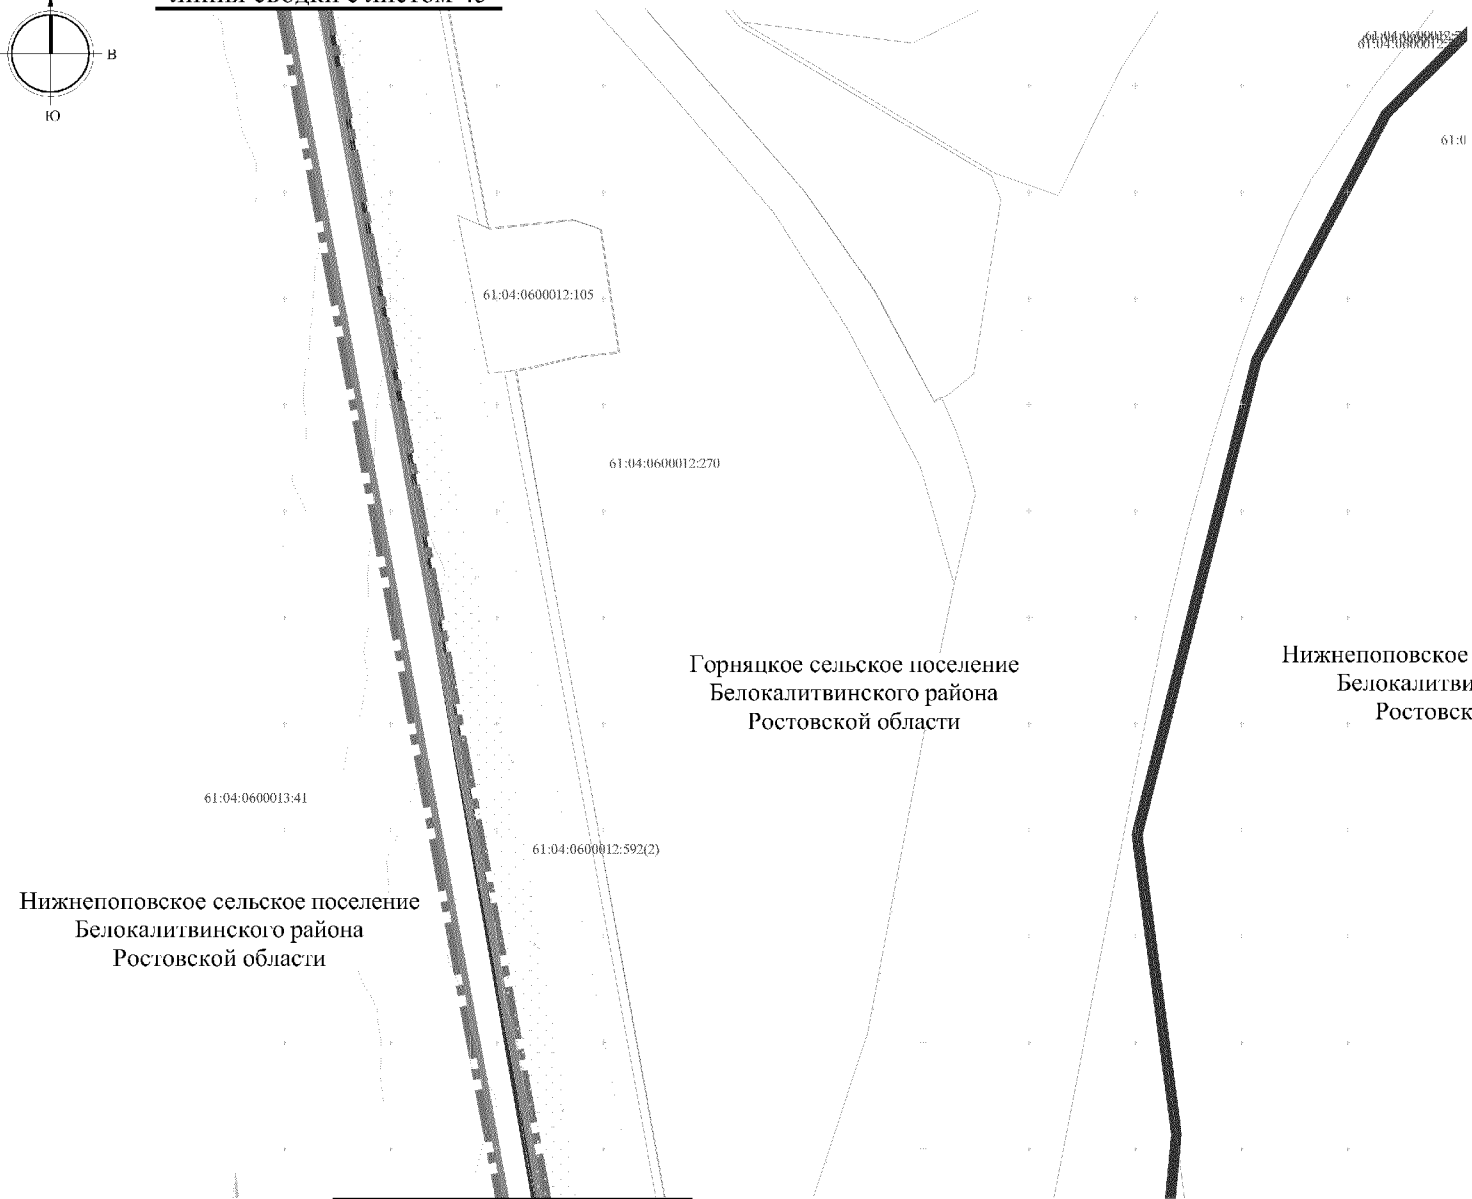 В
Ю
61:04:0600012:105
61:04:0600012:270
Горняцкое сельское поселение
Белокалитвинского района
Ростовской области
Нижнепоповское
Белокалитви
Ростовск
61:04:0600013:41
61:04:0600012:592(2)
Нижнепоповское сельское поселение
Белокалитвинского района
Ростовской области